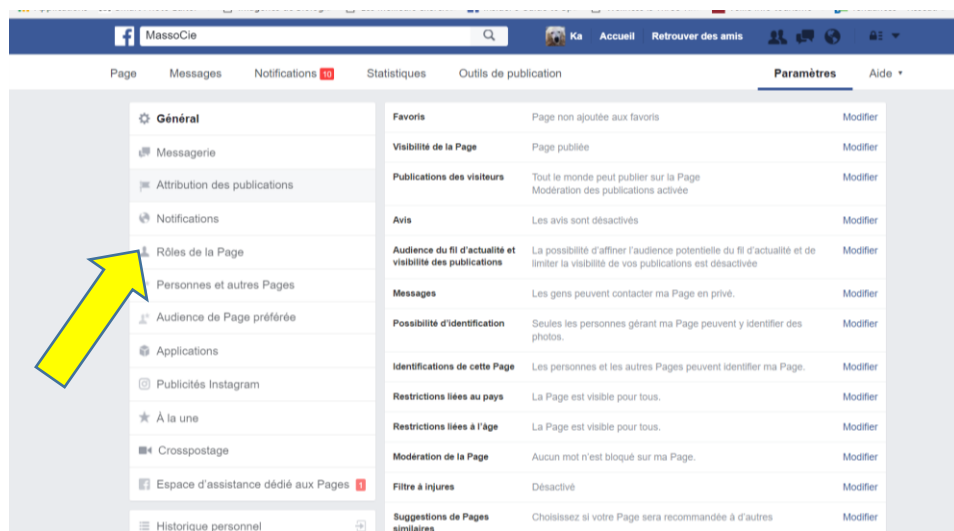 MassoCie
Ka Accueil Retrouver des amis
Page Messages Notifications 10 Statistiques Outils de publication Paramètres Aide
Général
Messagerie
Attribution des publications
Notifications
Rôles de la Page
Personnes et autres Pages
Audience de Page préférée
Applications
Publicités Instagram
À la une
Crosspostage
Espace d'assistance dédié aux Pages 1
Historique personnel
Favoris Page non ajoutée aux favoris Modifier
Visibilité de la Page Page publiée Modifier
Publications des visiteurs Tout le monde peut publier sur la Page Modifier
Modération des publications activée
Avis Les avis sont désactivés Modifier
Audience du fil d'actualité et La possibilité d'affiner l'audience potentielle du fil d'actualité et de Modifier
visibilité des publications limiter la visibilité de vos publications est désactivée
Messages Les gens peuvent contacter ma Page en privé. Modifier
Possibilité d'identification Seules les personnes gérant ma Page peuvent y identifier des Modifier
photos.
Identifications de cette Page Les personnes et les autres Pages peuvent identifier ma Page. Modifier
Restrictions liées au pays La Page est visible pour tous. Modifier
Restrictions liées à l'âge La Page est visible pour tous. Modifier
Modération de la Page Aucun mot n'est bloqué sur ma Page. Modifier
Filtre à injures Désactivé Modifier
Suggestions de Pages Choisissez si votre Page sera recommandée à d'autres Modifier
similaires